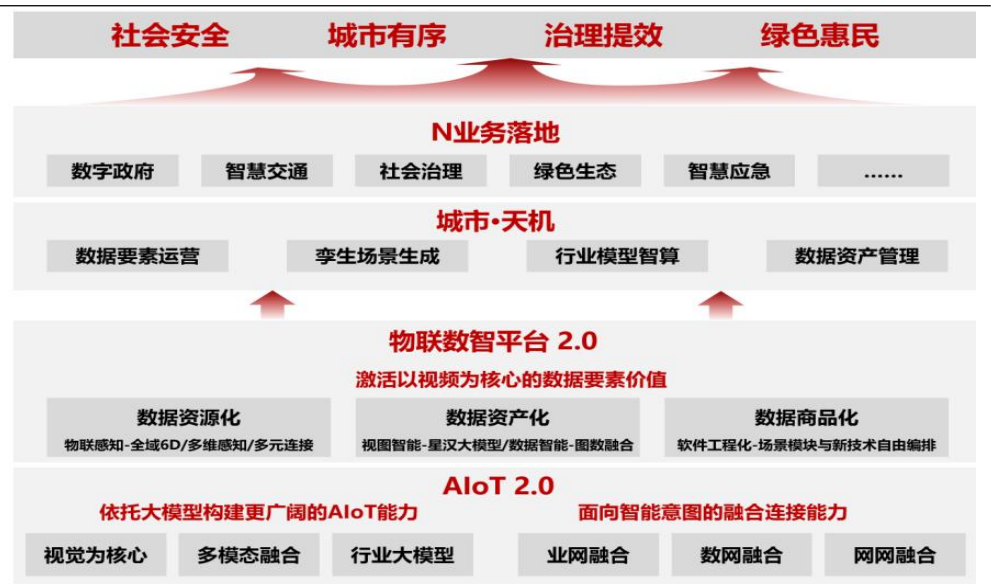 社会安全 城市有序 治理提效 绿色惠民
N业务落地
数字政府 智慧交通 社会治理 绿色生态 智慧应急 ……
城市·天机
数据要素运营 孪生场景生成 行业模型智算 数据资产管理
物联数智平台 2.0
激活以视频为核心的数据要素价值
数据资源化 数据资产化 数据商品化
物联感知-全域6D/多维感知/多元连接 视图智能-星汉大模型/数据智能-图数融合 软件工程化-场景模块与新技术自由编排
AIoT 2.0
依托大模型构建更广阔的AIoT能力 面向智能意图的融合连接能力
视觉为核心 多模态融合 行业大模型 业网融合 数网融合 网网融合